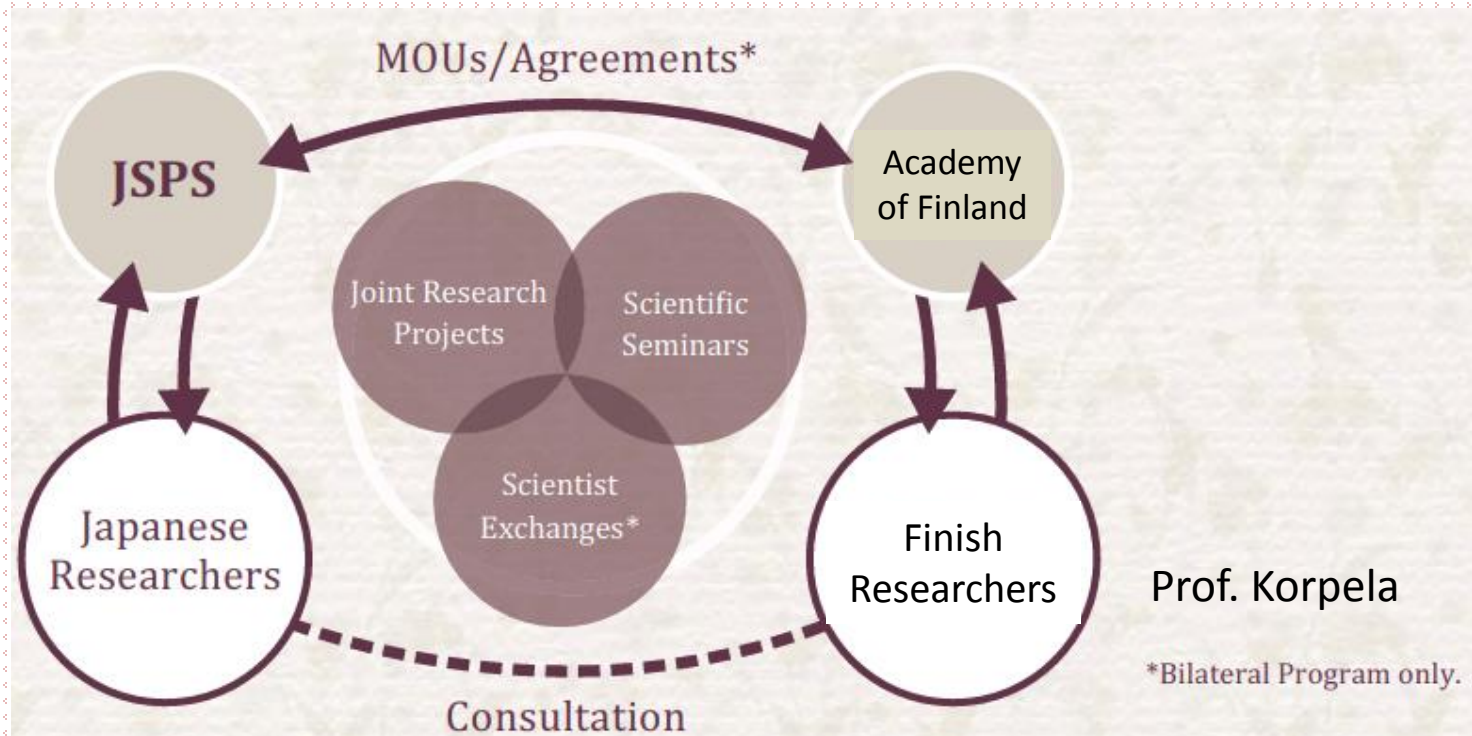 MOUs/Agreements*
JSPS
Academy
of Finland
Joint Research
Projects
Scientific
Seminars
Scientist
Exchanges*
Japanese
Researchers
Finish
Researchers
Prof. Korpela
*Bilateral Program only.
Consultation